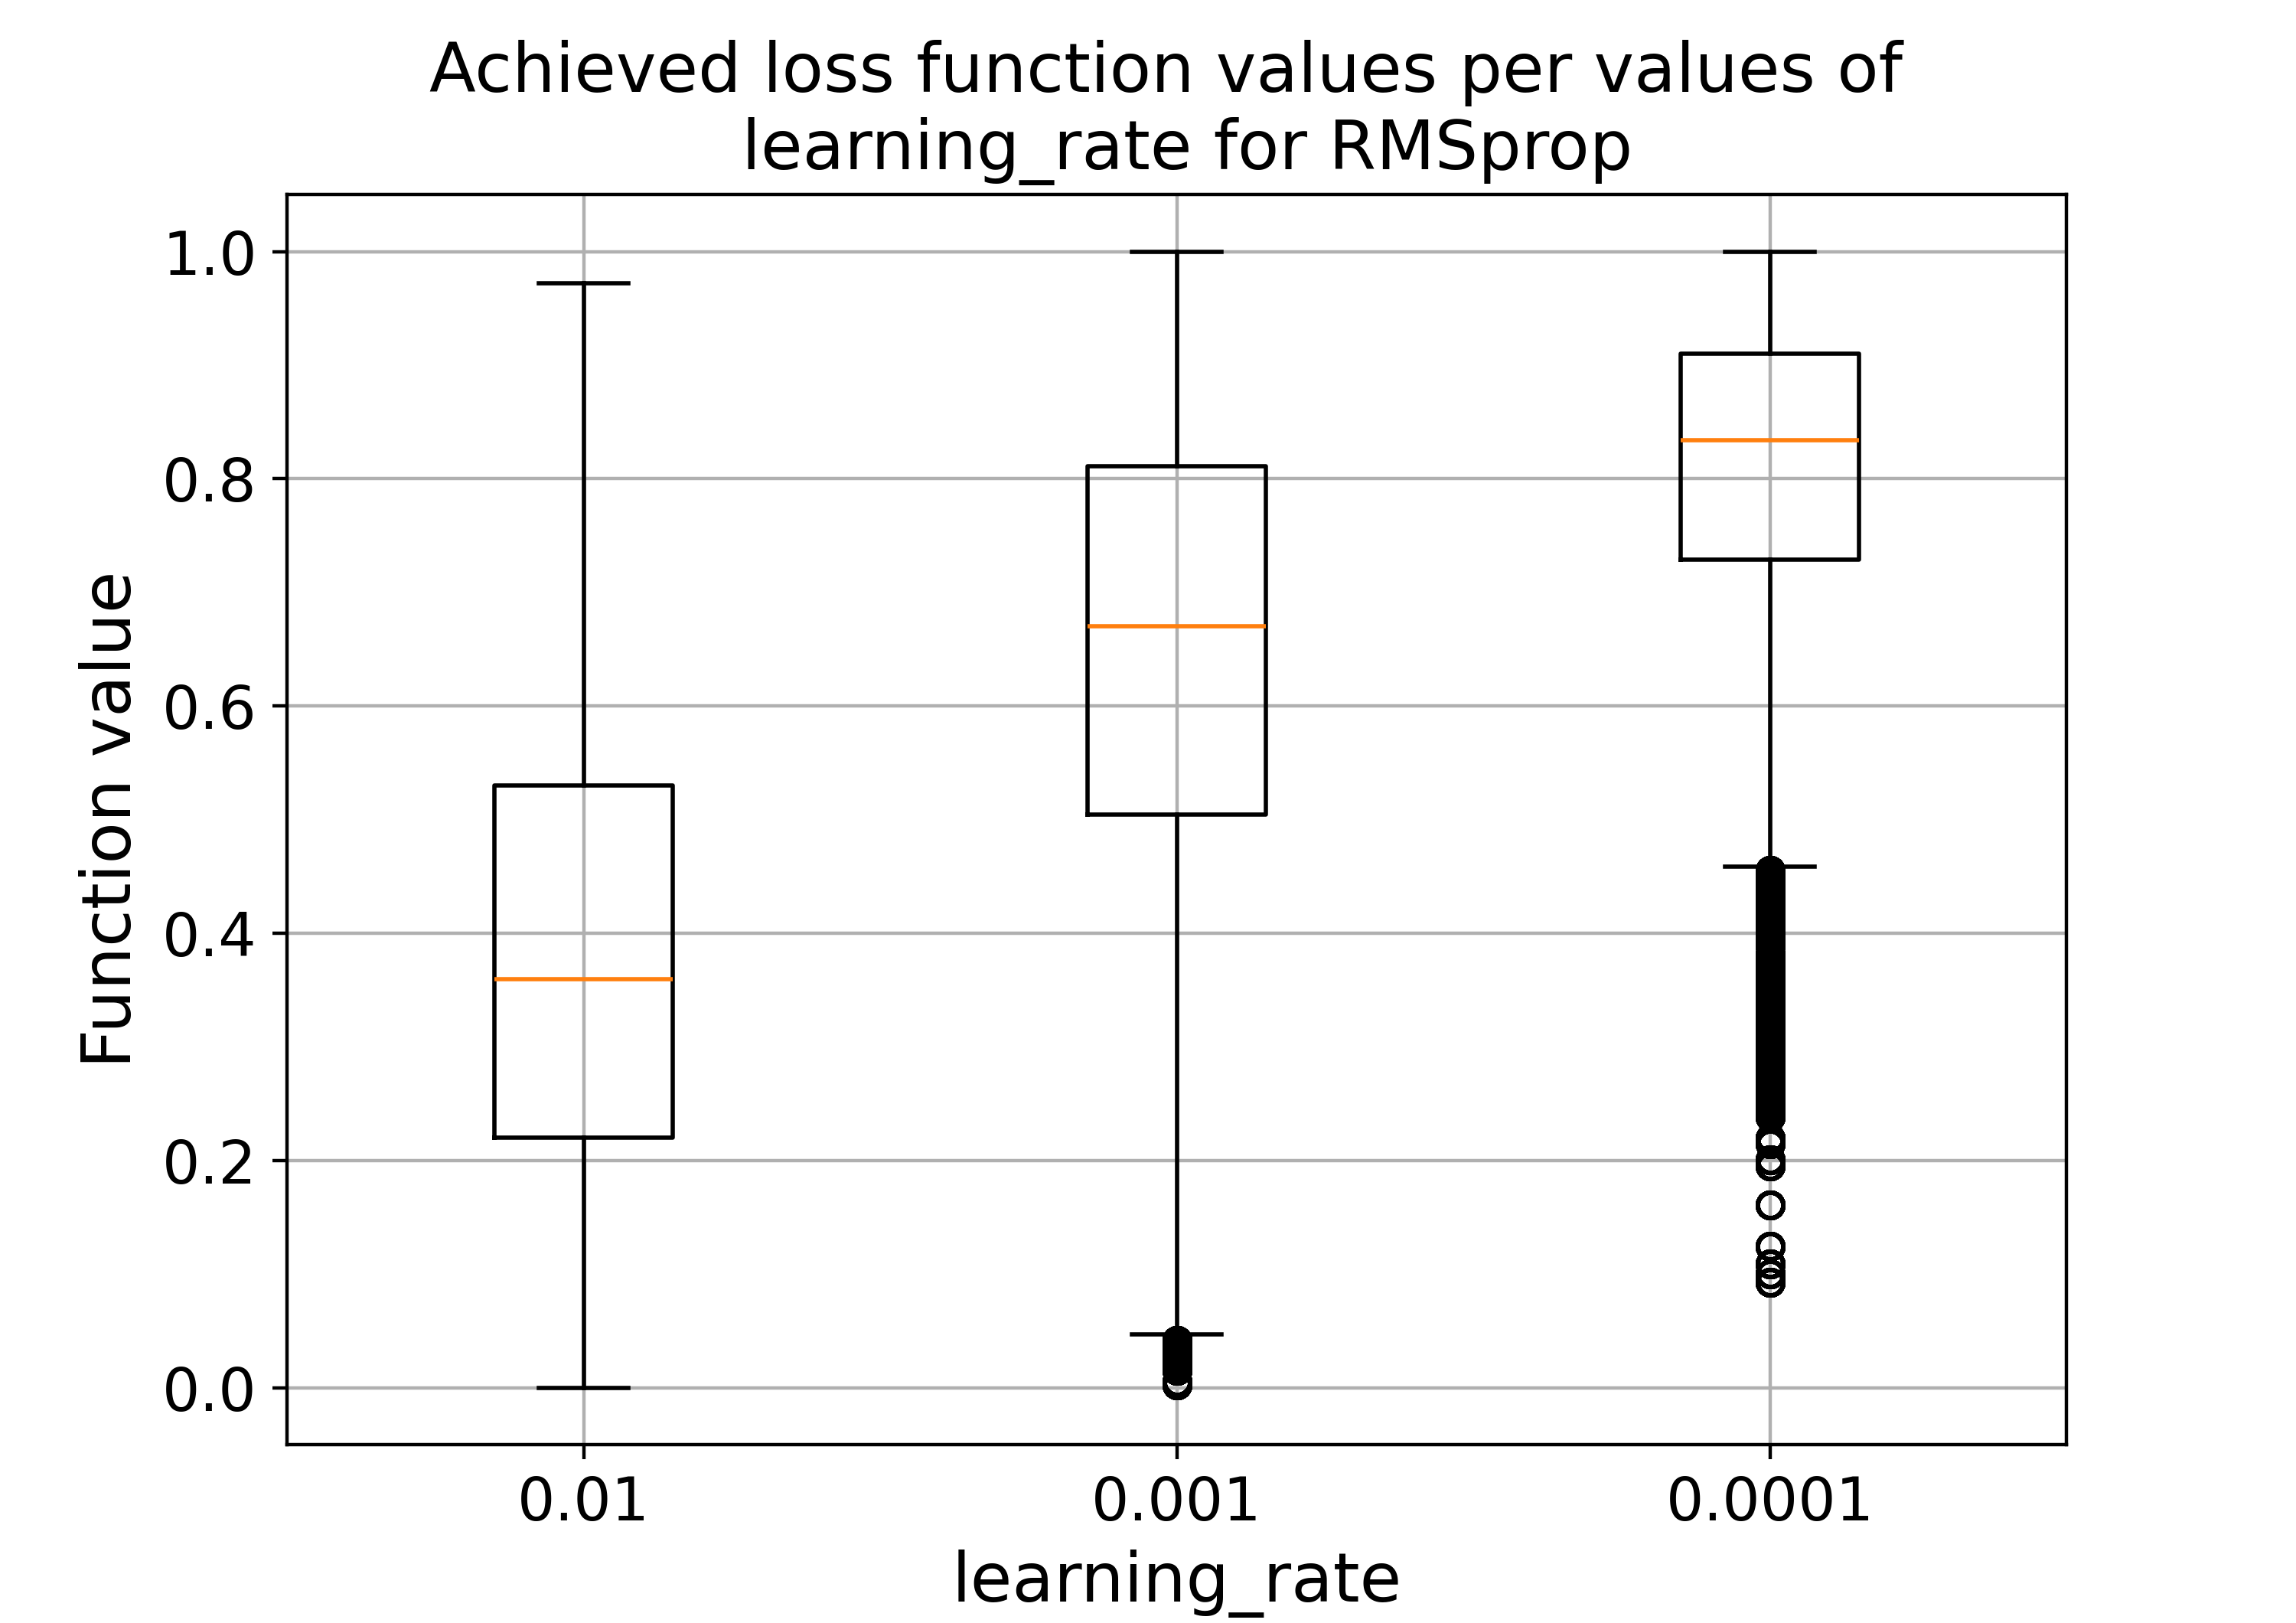 Achieved loss function values per values of
learning_rate for RMSprop
1.0
0.8
0.6
0.4
0.2
0.0
Function value
0.01
0.001
0.0001
learning_rate